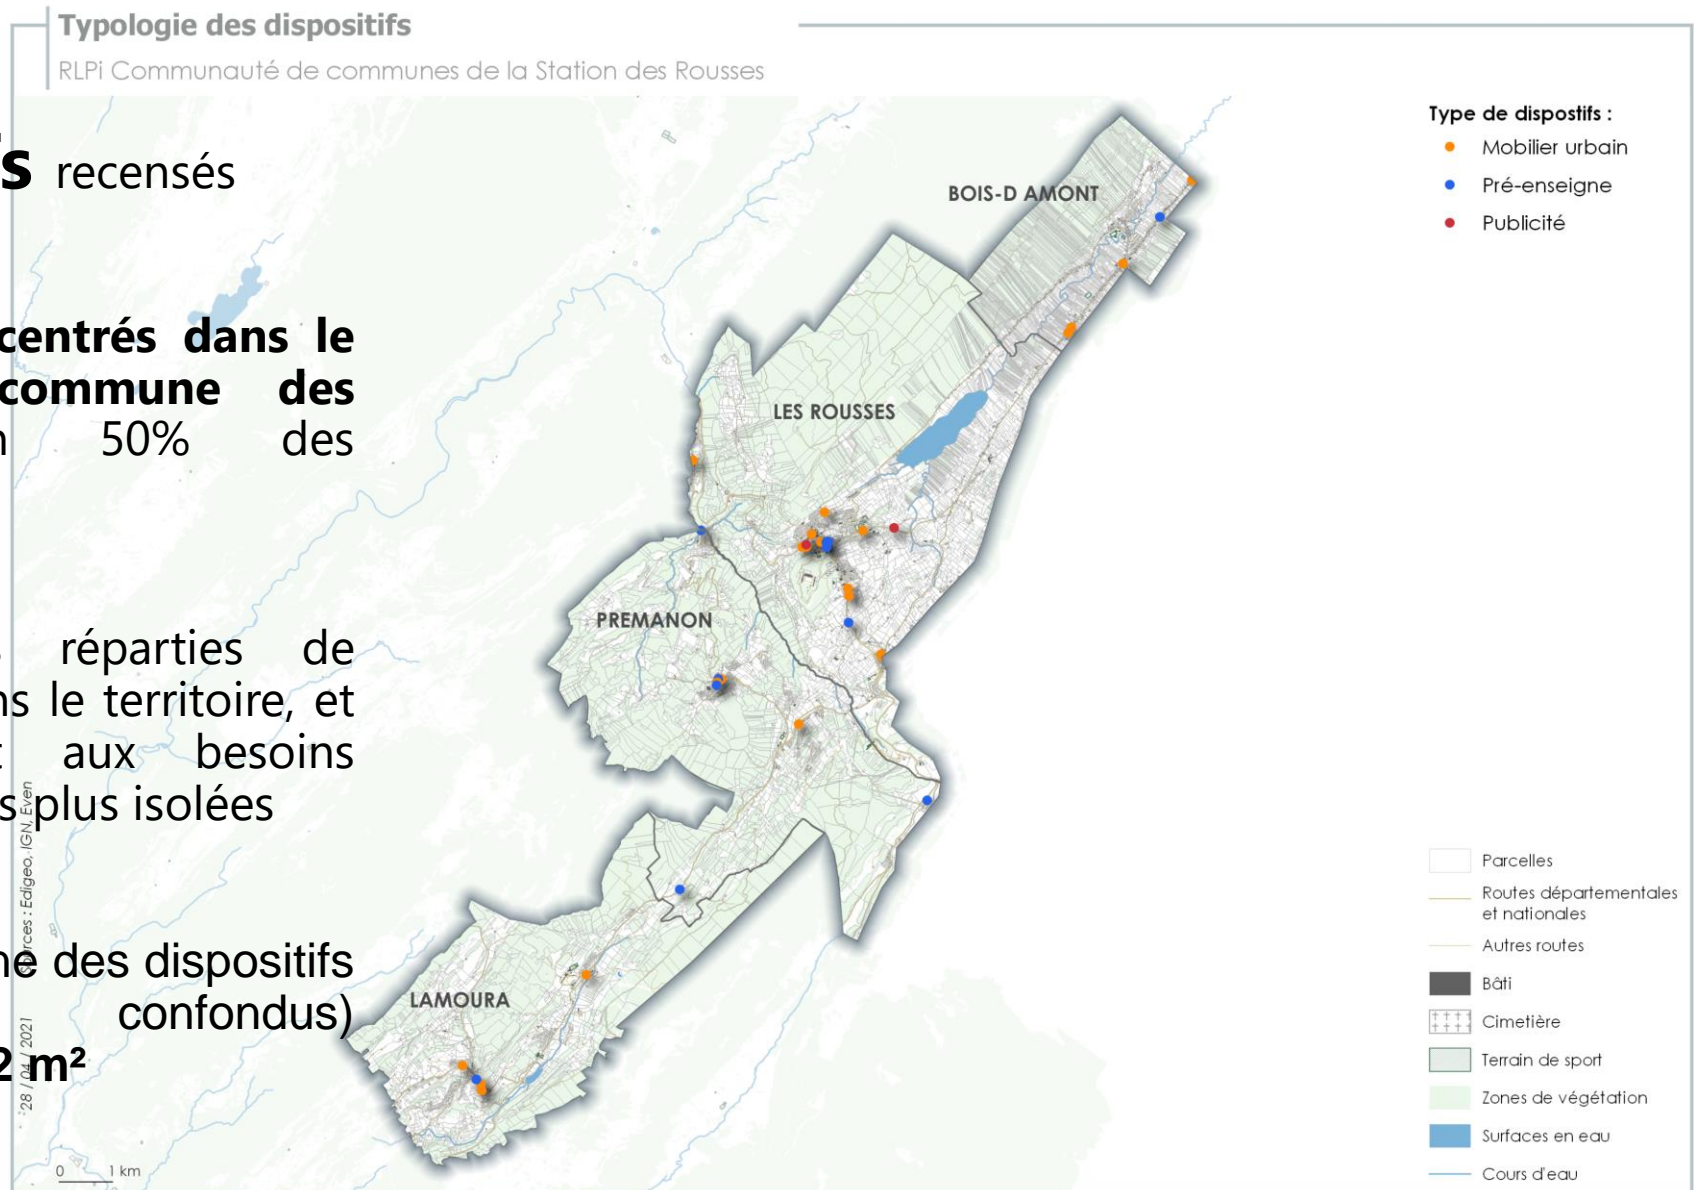 Typologie des dispositifs
RLPi Communauté de communes de la Station des Rousses
recensés
centrés dans le
commune des
50% des
réparties de
le territoire, et
aux besoins
plus isolées
des dispositifs
confondus)
2 m²
BOIS-D AMONT
LES ROUSSES
PREMANON
LAMOURA
Type de dispostifs :
Mobilier urbain
Pré-enseigne
Publicité
Parcelles
Routes départementales
et nationales
Autres routes
Bâti
Cimetière
Terrain de sport
Zones de végétation
Surfaces en eau
Cours d'eau
28 / 04 / 2021 Sources : Edigeo, IGN, Even
0 1 km